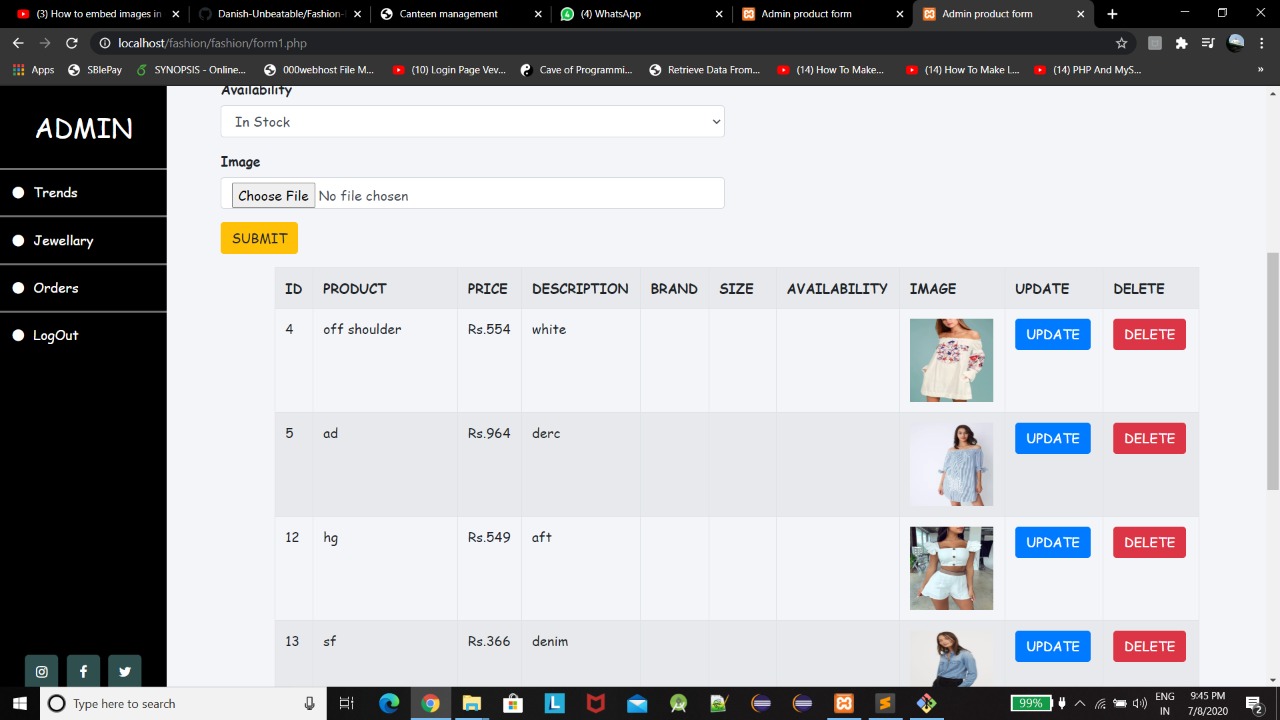 (3) How to embed images in
Danish-Unbeatable/Fashion-
Canteen management
(4) WhatsApp
Admin product form
Admin product form
localhost/fashion/fashion/form1.php
Apps
SBIePay
SYNOPSIS - Online...
000webhost File M...
(10) Login Page Vev...
Cave of Programmi...
Retrieve Data From...
(14) How To Make...
(14) How To Make L...
(14) PHP And MyS...
»
ADMIN
Trends
Jewellary
Orders
LogOut
Availability
In Stock
Image
Choose File No file chosen
SUBMIT
ID PRODUCT PRICE DESCRIPTION BRAND SIZE AVAILABILITY IMAGE UPDATE DELETE
4 off shoulder Rs.554 white UPDATE DELETE
5 ad Rs.964 derc UPDATE DELETE
12 hg Rs.549 aft UPDATE DELETE
13 sf Rs.366 denim UPDATE DELETE
Type here to search
99%
ENG
IN
9:45 PM
7/8/2020
2